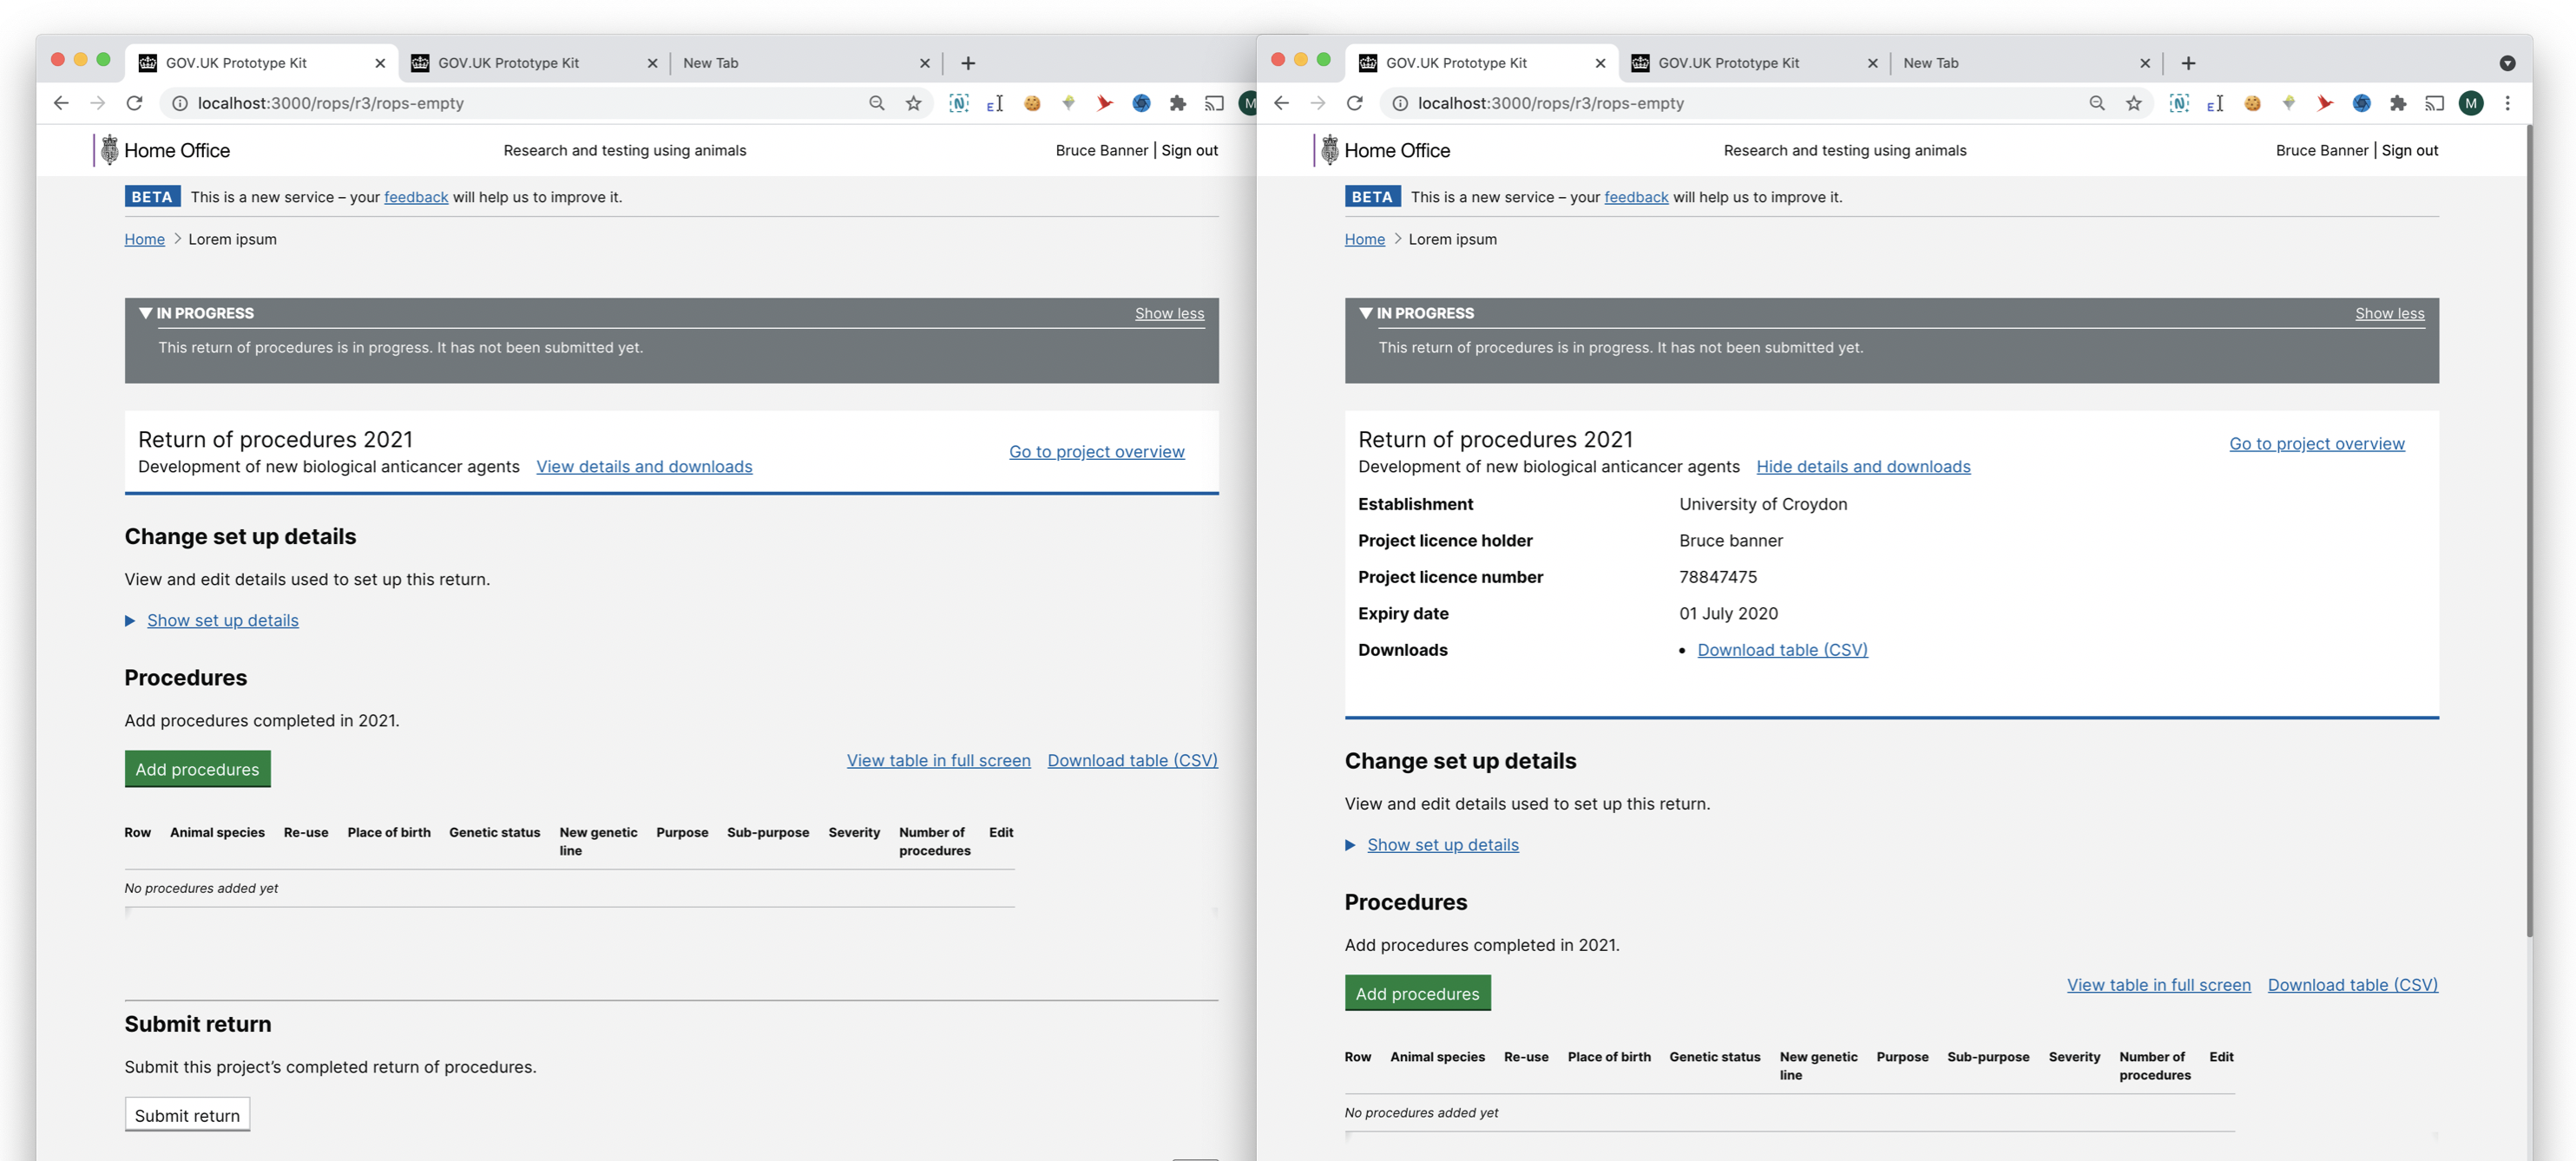 GOV.UK Prototype Kit
GOV.UK Prototype Kit
New Tab
localhost:3000/rops/r3/rops-empty
M
Home Office
Research and testing using animals
Bruce Banner | Sign out
BETA This is a new service – your feedback will help us to improve it.
Home > Lorem ipsum
▼ IN PROGRESS
Show less
This return of procedures is in progress. It has not been submitted yet.
Return of procedures 2021
Development of new biological anticancer agents View details and downloads
Go to project overview
Change set up details
View and edit details used to set up this return.
Show set up details
Procedures
Add procedures completed in 2021.
Add procedures
View table in full screen Download table (CSV)
Row Animal species Re-use Place of birth Genetic status New genetic line Purpose Sub-purpose Severity Number of procedures Edit
No procedures added yet
Submit return
Submit this project’s completed return of procedures.
Submit return
GOV.UK Prototype Kit
GOV.UK Prototype Kit
New Tab
localhost:3000/rops/r3/rops-empty
M
Home Office
Research and testing using animals
Bruce Banner | Sign out
BETA This is a new service – your feedback will help us to improve it.
Home > Lorem ipsum
▼ IN PROGRESS
Show less
This return of procedures is in progress. It has not been submitted yet.
Return of procedures 2021
Development of new biological anticancer agents Hide details and downloads
Go to project overview
Establishment University of Croydon
Project licence holder Bruce banner
Project licence number 78847475
Expiry date 01 July 2020
Downloads • Download table (CSV)
Change set up details
View and edit details used to set up this return.
Show set up details
Procedures
Add procedures completed in 2021.
Add procedures
View table in full screen Download table (CSV)
Row Animal species Re-use Place of birth Genetic status New genetic line Purpose Sub-purpose Severity Number of procedures Edit
No procedures added yet